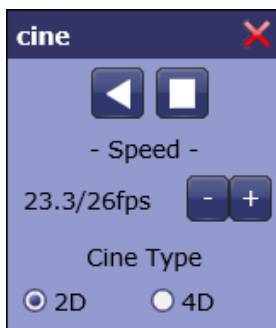 cine
- Speed -
23.3/26fps - +
Cine Type
2D 4D